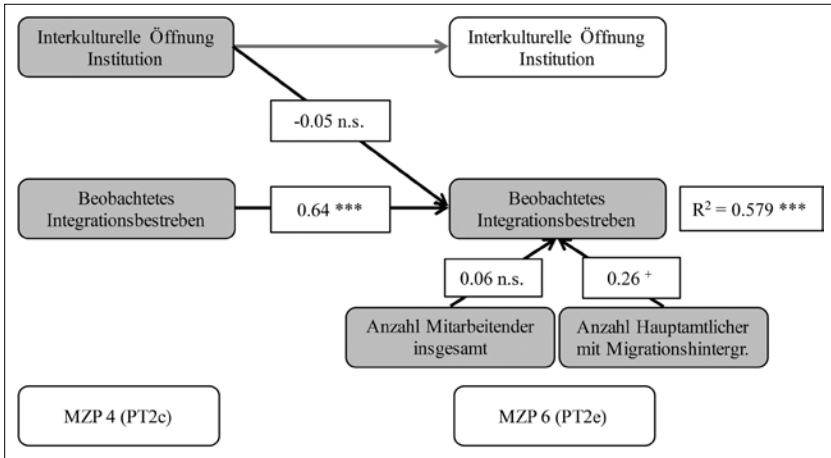 Interkulturelle Öffnung
Institution
Interkulturelle Öffnung
Institution
-0.05 n.s.
Beobachtetes
Integrationsbestreben
0.64 ***
Beobachtetes
Integrationsbestreben
R² = 0.579 ***
0.06 n.s.
0.26 ⁺
Anzahl Mitarbeitender
insgesamt
Anzahl Hauptamtlicher
mit Migrationshintergr.
MZP 4 (PT2c)
MZP 6 (PT2e)